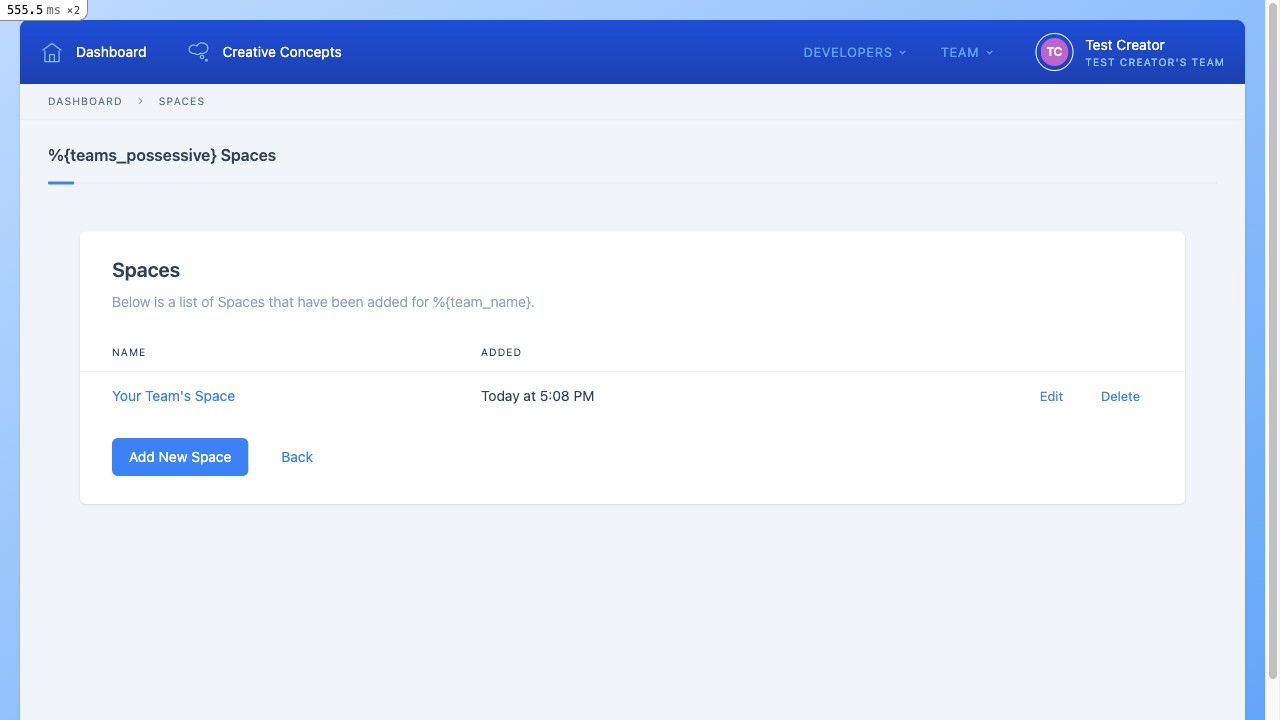 555.5 ms ×2
Dashboard
Creative Concepts
DEVELOPERS
TEAM
TC
Test Creator
TEST CREATOR'S TEAM
DASHBOARD > SPACES
%{teams_possessive} Spaces
Spaces
Below is a list of Spaces that have been added for %{team_name}.
NAME ADDED
Your Team's Space Today at 5:08 PM Edit Delete
Add New Space Back